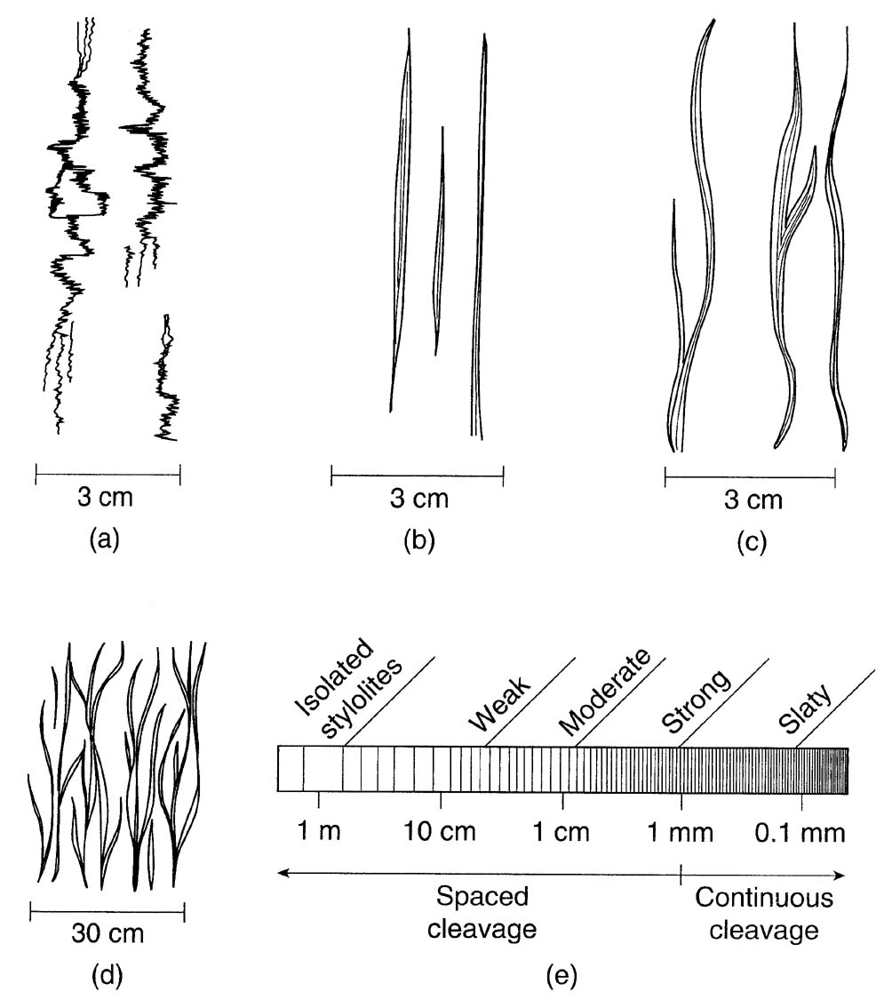 3 cm
(a)
3 cm
(b)
3 cm
(c)
30 cm
(d)
Isolated
stylolites
Weak
Moderate
Strong
Slaty
1 m
10 cm
1 cm
1 mm
0.1 mm
Spaced
cleavage
Continuous
cleavage
(e)